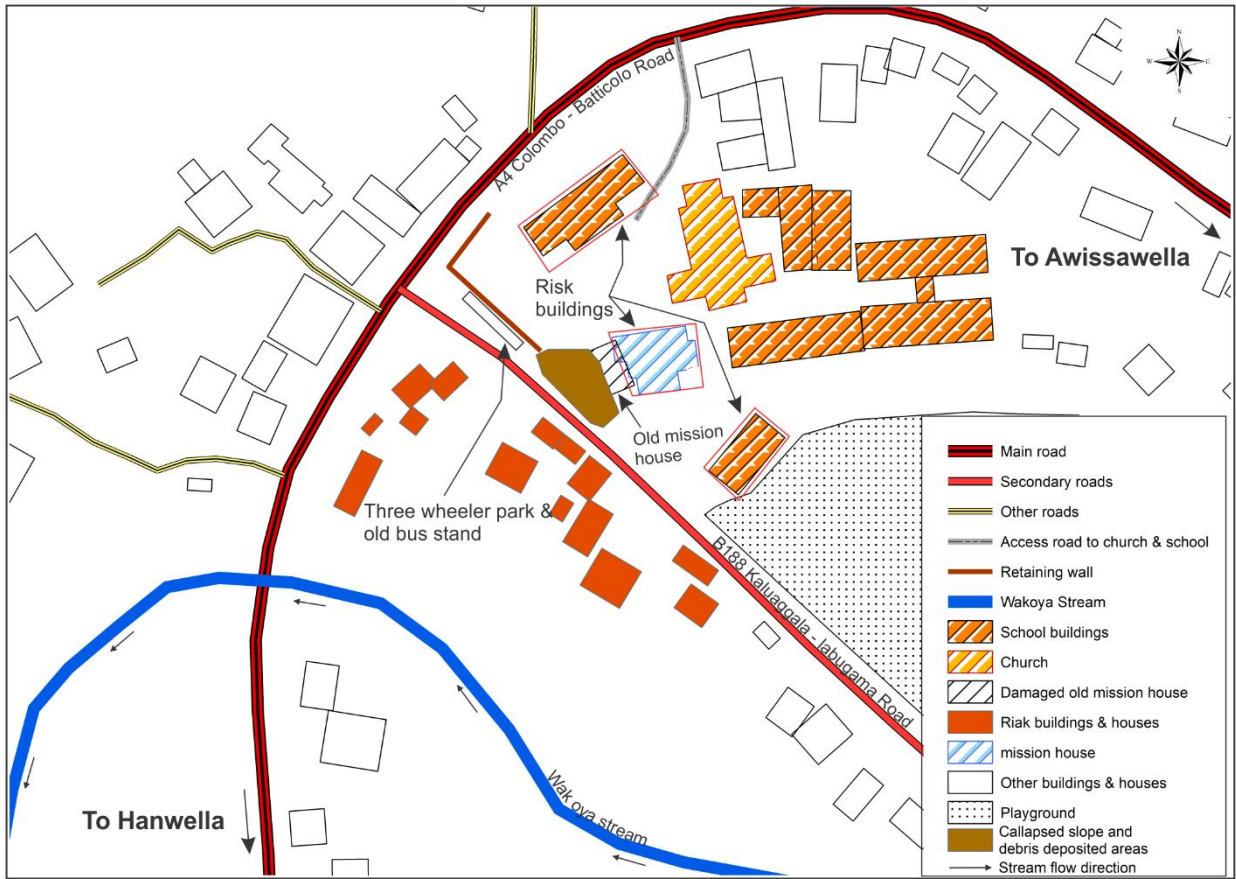 N
W
E
S
A4 Colombo - Batticolo Road
To Awissawella
Risk
buildings
Old mission
house
Three wheeler park &
old bus stand
B188 Kaluaggala - labugama Road
Wak oya stream
To Hanwella
Main road
Secondary roads
Other roads
Access road to church & school
Retaining wall
Wakoya Stream
School buildings
Church
Damaged old mission house
Riak buildings & houses
mission house
Other buildings & houses
Playground
Callapsed slope and
debris deposited areas
Stream flow direction